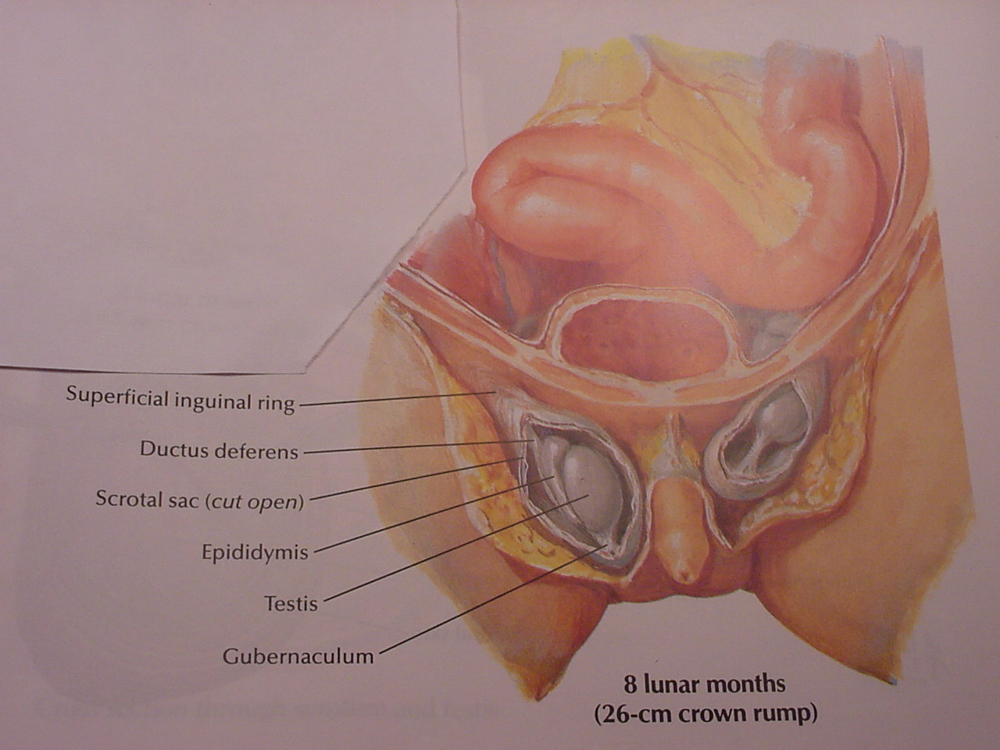 Superficial inguinal ring
Ductus deferens
Scrotal sac (cut open)
Epididymis
Testis
Gubernaculum
8 lunar months
(26-cm crown rump)